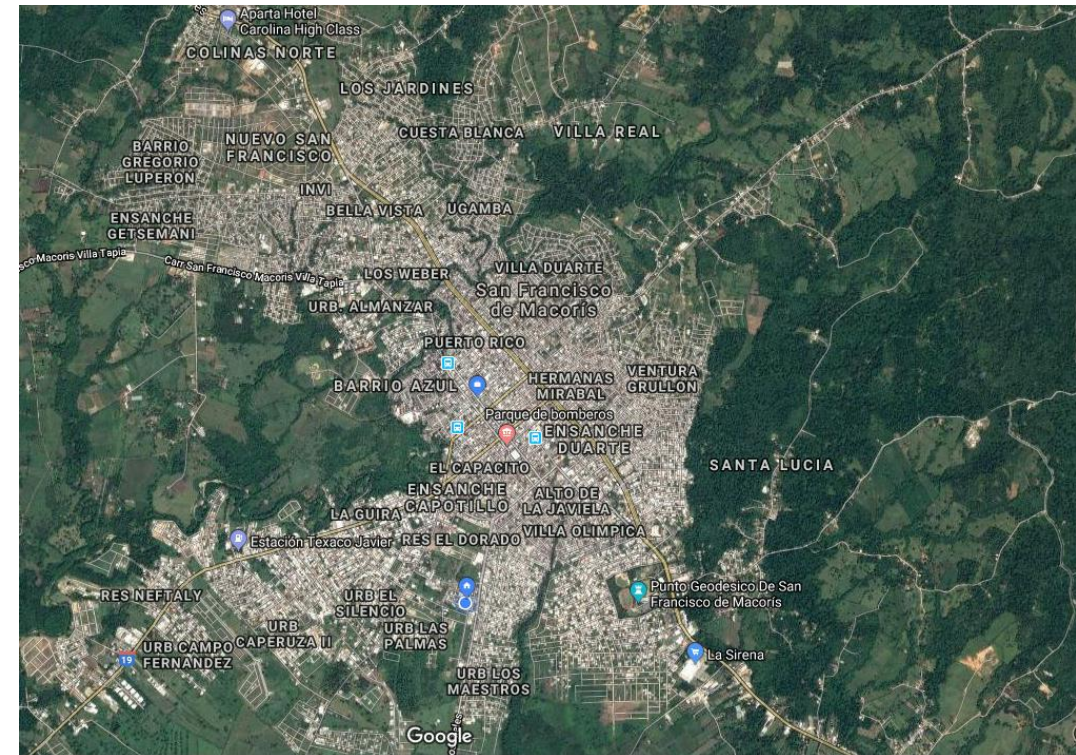 Aparta Hotel
Carolina High Class
COLINAS NORTE
LOS JARDINES
CUESTA BLANCA
VILLA REAL
NUEVO SAN
FRANCISCO
BARRIO
GREGORIO
LUPERON
INVI
BELLA VISTA
UGAMBA
ENSANCHE
GETSEMANI
sco Macoris Villa Tapia
Carr San Francisco Macoris Villa Tapia
LOS WEBER
VILLA DUARTE
San Francisco
de Macorís
URB. ALMANZAR
PUERTO RICO
BARRIO AZUL
HERMANAS
MIRABAL
VENTURA
GRULLON
Parque de bomberos
ENSANCHE
DUARTE
EL CAPACITO
SANTA LUCIA
ENSANCHE
CAPOTILLO
ALTO DE
LA JAVIELA
LA GUIRA
RES EL DORADO
VILLA OLIMPICA
Estación Texaco Javier
RES NEFTALY
URB EL
SILENCIO
Punto Geodesico De San
Francisco de Macorís
URB
CAPERUZA II
URB LAS
PALMAS
URB CAMPO
FERNANDEZ
19
La Sirena
URB LOS
MAESTROS
Google